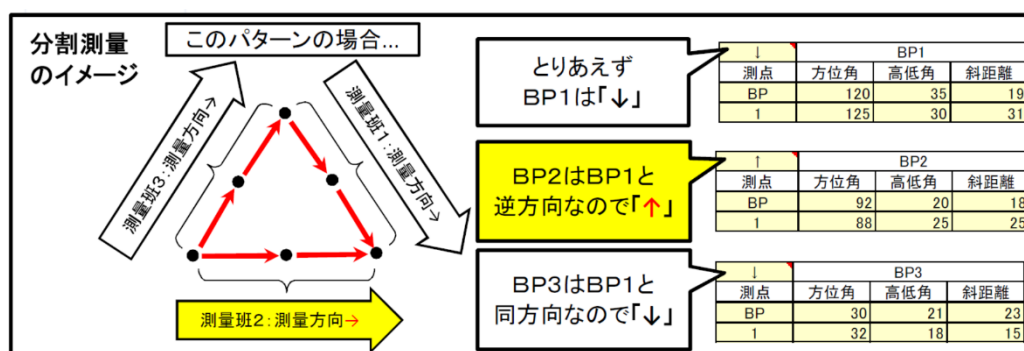 分割測量
のイメージ
このパターンの場合…
測量班3：測量方向→
測量班1：測量方向→
測量班2：測量方向→
とりあえず
BP1は「↓」
↓ BP1
測点 方位角 高低角 斜距離
BP 120 35 19
1 125 30 31
BP2はBP1と
逆方向なので「↑」
↑ BP2
測点 方位角 高低角 斜距離
BP 92 20 18
1 88 25 25
BP3はBP1と
同方向なので「↓」
↓ BP3
測点 方位角 高低角 斜距離
BP 30 21 23
1 32 18 15